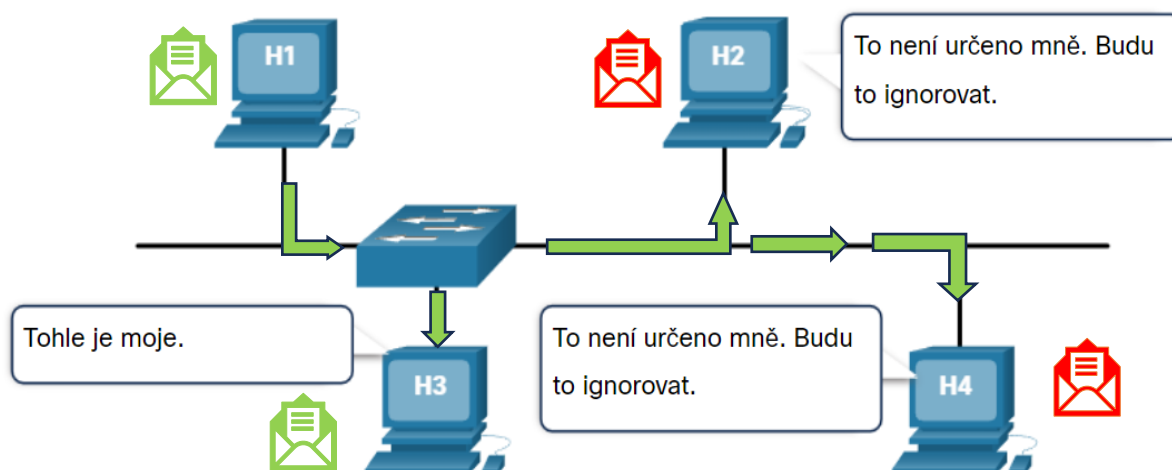 H1
H2
To není určeno mně. Budu
to ignorovat.
Tohle je moje.
H3
To není určeno mně. Budu
to ignorovat.
H4